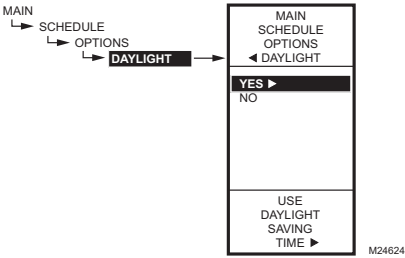 MAIN
SCHEDULE
OPTIONS
DAYLIGHT
MAIN
SCHEDULE
OPTIONS
◄ DAYLIGHT
YES ►
NO
USE
DAYLIGHT
SAVING
TIME ►
M24624